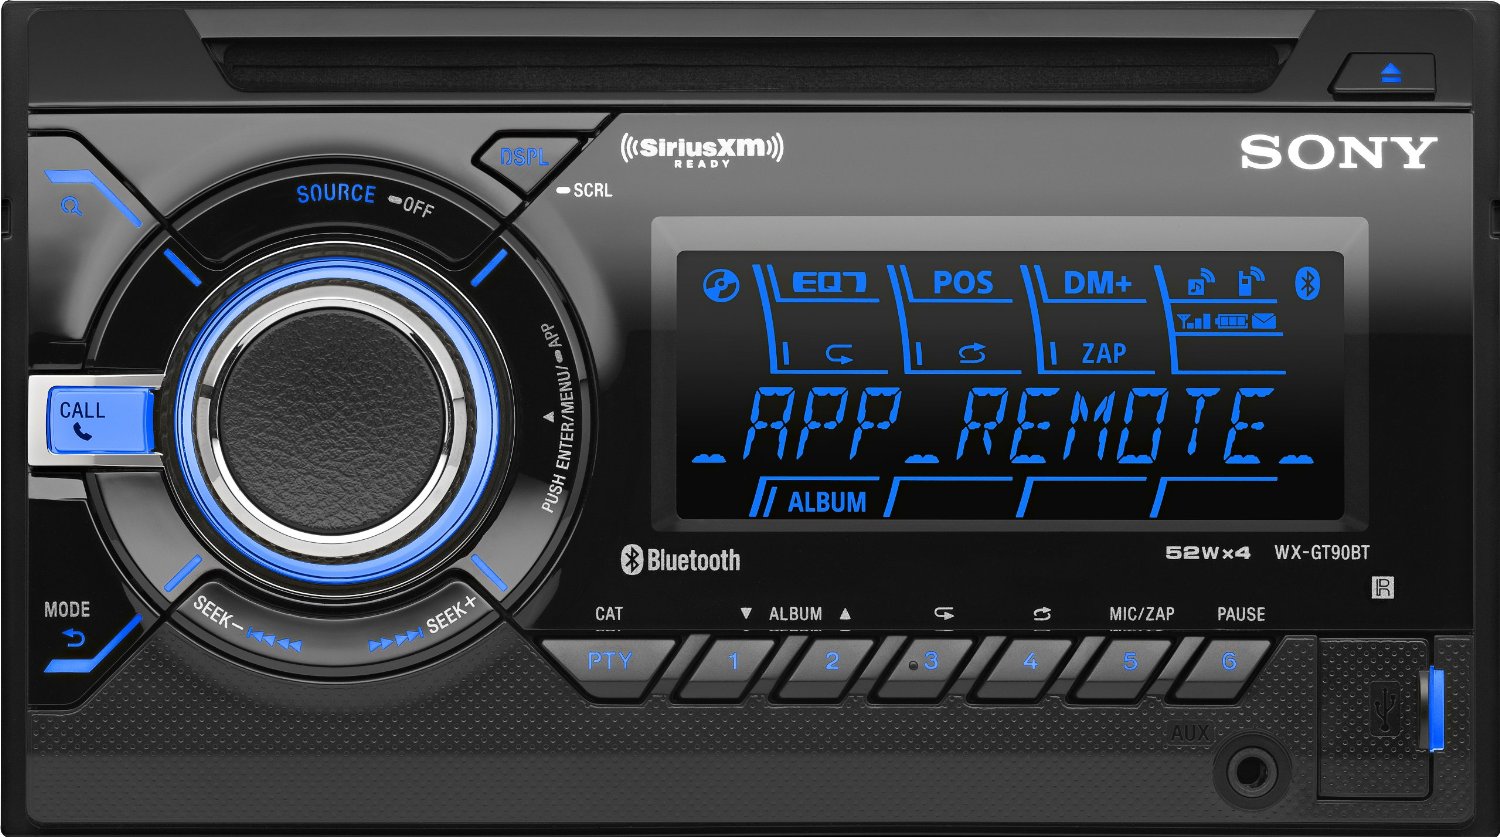 DSPL
SiriusXM
READY
SCRL
SONY
SOURCE
OFF
EQ7
POS
DM+
ZAP
CALL
PUSH ENTER/MENU/ APP
_APP_REMOTE_
ALBUM
Bluetooth
52W×4
WX-GT90BT
R
MODE
SEEK–
SEEK+
CAT
ALBUM
MIC/ZAP
PAUSE
PTY
1
2
3
4
5
6
AUX